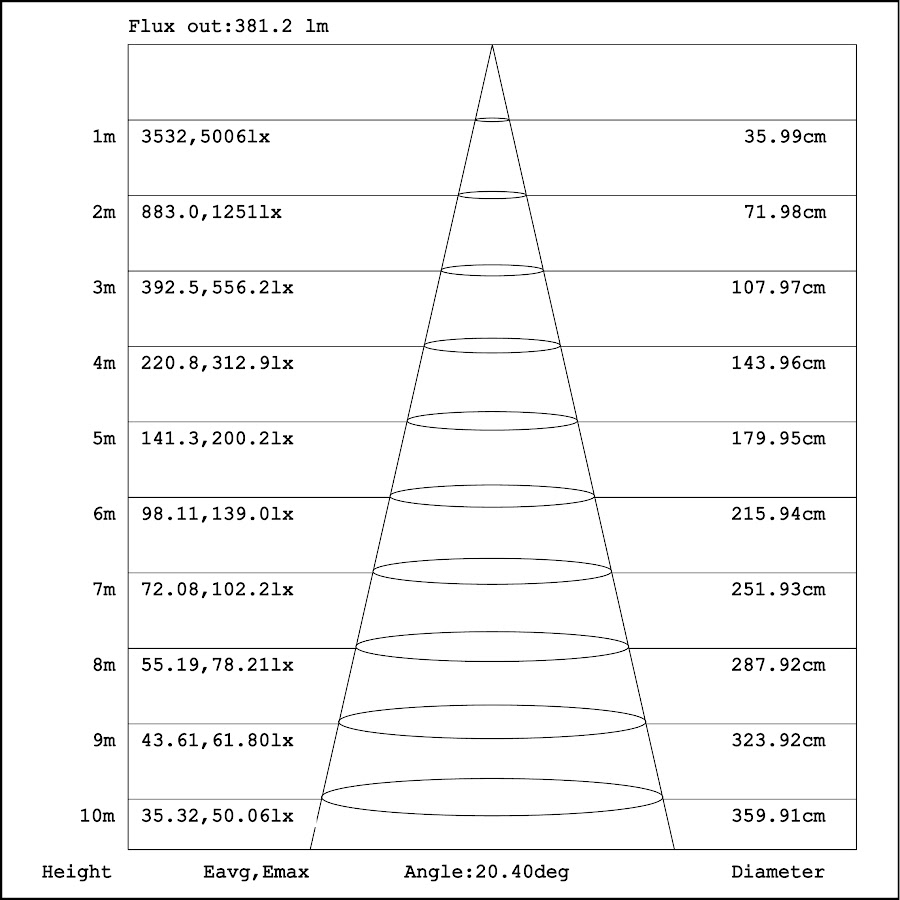 Flux out:381.2 lm
1m 3532,5006lx 35.99cm
2m 883.0,1251lx 71.98cm
3m 392.5,556.2lx 107.97cm
4m 220.8,312.9lx 143.96cm
5m 141.3,200.2lx 179.95cm
6m 98.11,139.0lx 215.94cm
7m 72.08,102.2lx 251.93cm
8m 55.19,78.21lx 287.92cm
9m 43.61,61.80lx 323.92cm
10m 35.32,50.06lx 359.91cm
Height Eavg,Emax Angle:20.40deg Diameter